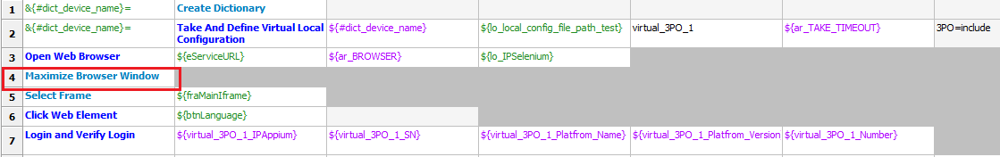 1 &{#dict_device_name}= Create Dictionary
2 &{#dict_device_name}= Take And Define Virtual Local Configuration ${#dict_device_name} ${lo_local_config_file_path_test} virtual_3PO_1 ${ar_TAKE_TIMEOUT} 3PO=include
3 Open Web Browser ${eServiceURL} ${ar_BROWSER} ${lo_IPSelenium}
4 Maximize Browser Window
5 Select Frame ${fraMainIframe}
6 Click Web Element ${btnLanguage}
7 Login and Verify Login ${virtual_3PO_1_IPAppium} ${virtual_3PO_1_SN} ${virtual_3PO_1_Platfrom_Name} ${virtual_3PO_1_Platfrom_Version ${virtual_3PO_1_Number}